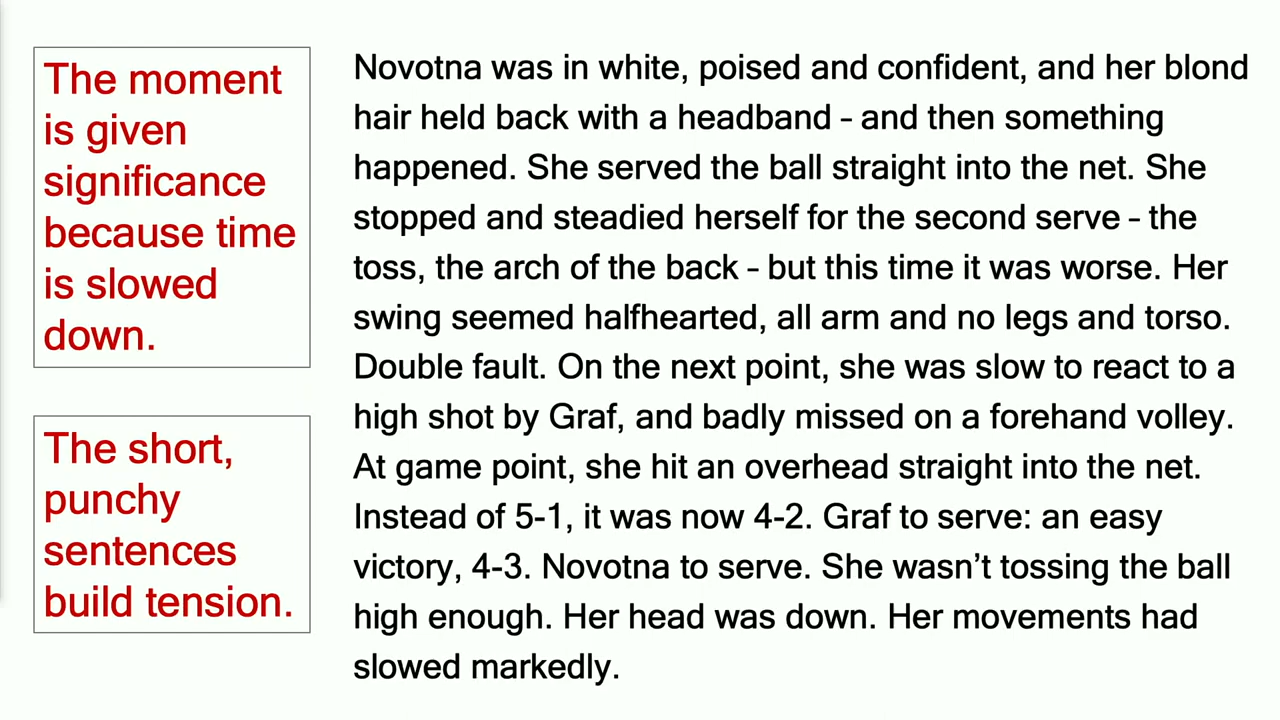 The moment
is given
significance
because time
is slowed
down.
The short,
punchy
sentences
build tension.
Novotna was in white, poised and confident, and her blond
hair held back with a headband – and then something
happened. She served the ball straight into the net. She
stopped and steadied herself for the second serve – the
toss, the arch of the back – but this time it was worse. Her
swing seemed halfhearted, all arm and no legs and torso.
Double fault. On the next point, she was slow to react to a
high shot by Graf, and badly missed on a forehand volley.
At game point, she hit an overhead straight into the net.
Instead of 5-1, it was now 4-2. Graf to serve: an easy
victory, 4-3. Novotna to serve. She wasn’t tossing the ball
high enough. Her head was down. Her movements had
slowed markedly.